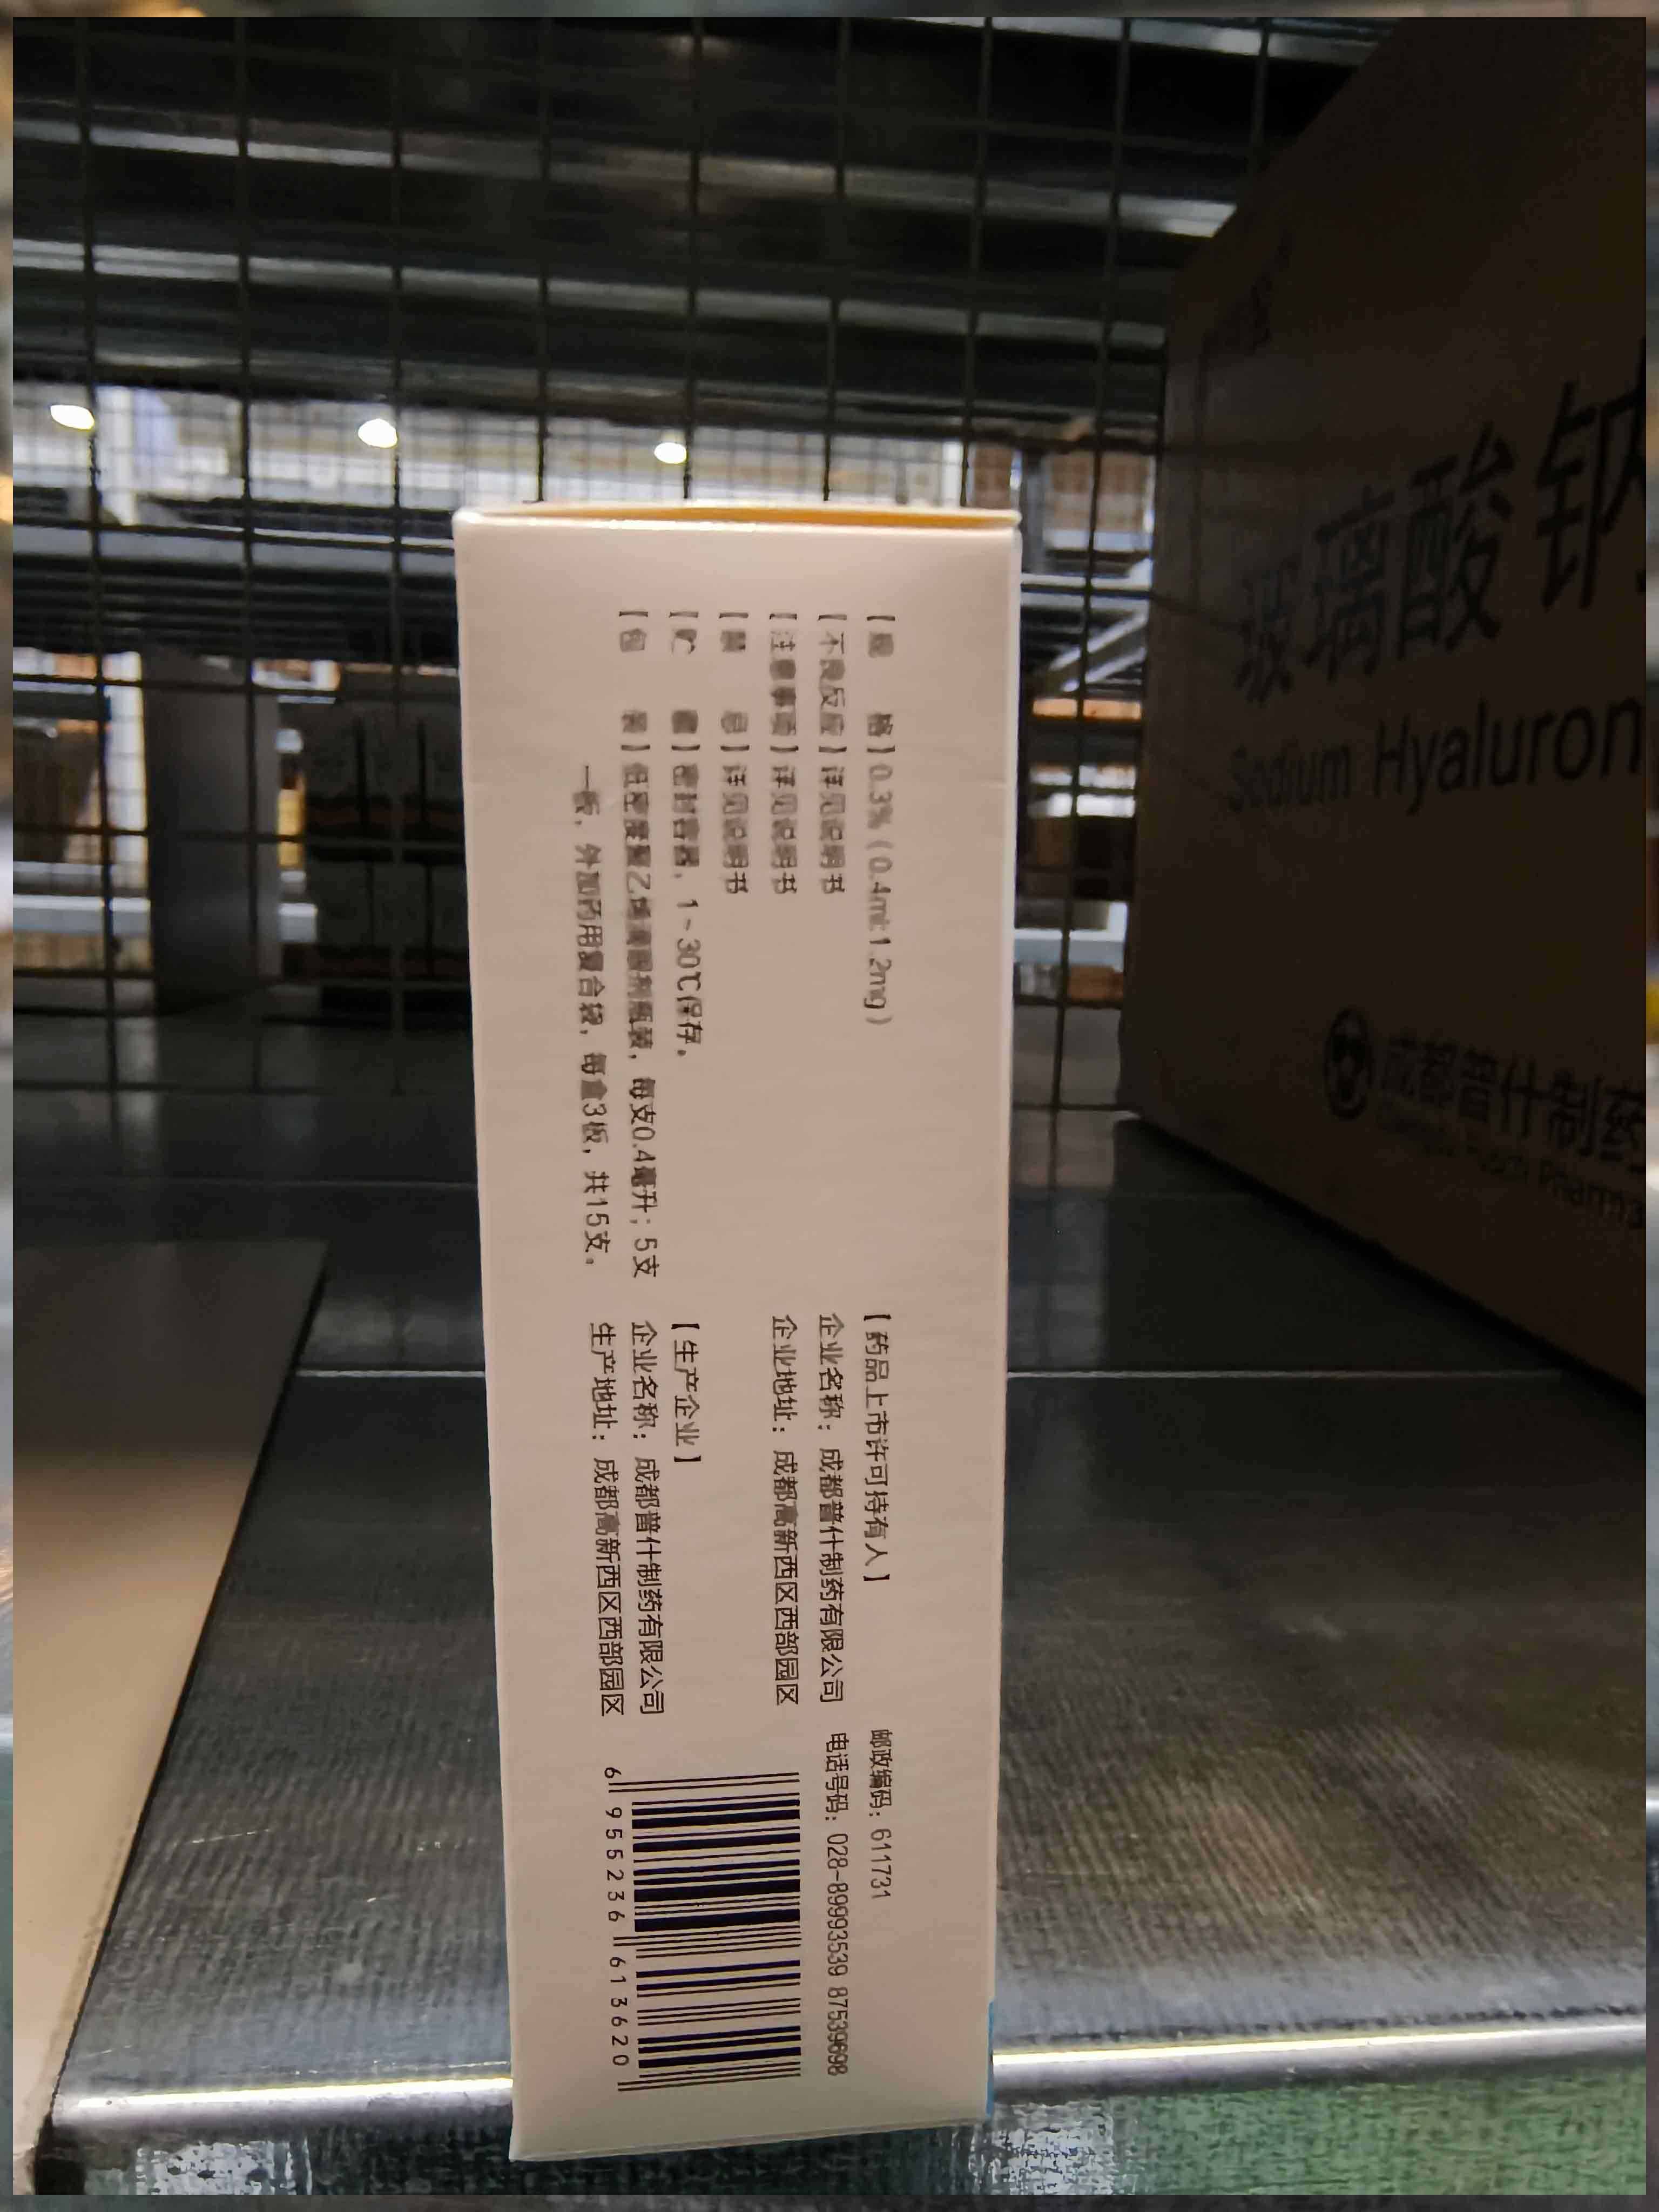 【规 格】0.3%(0.4ml:1.2mg)
【不良反应】详见说明书
【注意事项】详见说明书
【禁 忌】详见说明书
【贮 藏】密封容器，1~30℃保存。
【包 装】低密度聚乙烯滴眼剂瓶装，每支0.4毫升；5支
一板，外加药用复合袋，每盒3板，共15支。
【药品上市许可持有人】
企业名称：成都普什制药有限公司
企业地址：成都高新西区西部园区
【生产企业】
企业名称：成都普什制药有限公司
生产地址：成都高新西区西部园区
邮政编码：611731
电话号码：028-89993539 87539698
6 955236 613620
玻璃酸钠
Sodium Hyaluron
成都普什制药
Pharma